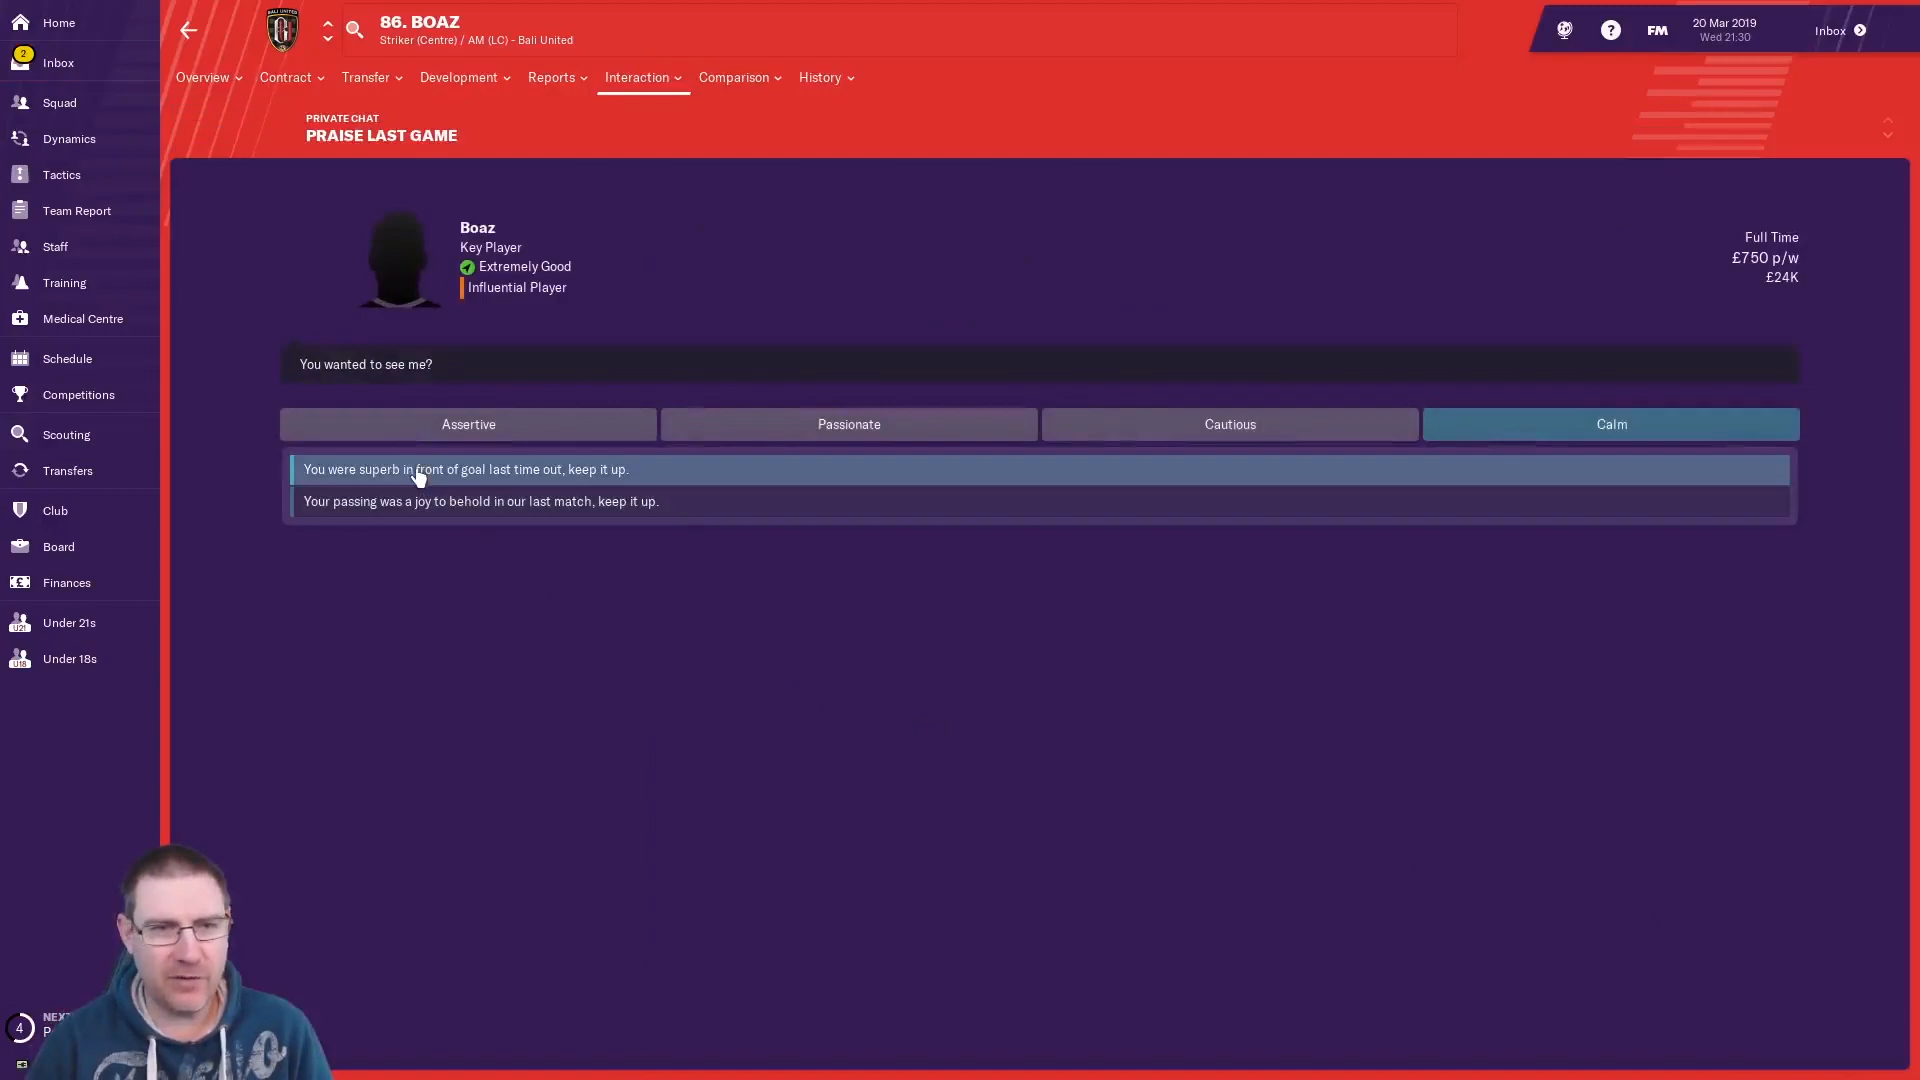 Home
2
Inbox
Squad
Dynamics
Tactics
Team Report
Staff
Training
Medical Centre
Schedule
Competitions
Scouting
Transfers
Club
Board
Finances
U21
Under 21s
U18
Under 18s
4
BALI UNITED
86. BOAZ
Striker (Centre) / AM (LC) - Bali United
?
FM
20 Mar 2019
Wed 21:30
Inbox
Overview
Contract
Transfer
Development
Reports
Interaction
Comparison
History
PRIVATE CHAT
PRAISE LAST GAME
Boaz
Key Player
Extremely Good
Influential Player
Full Time
£750 p/w
£24K
You wanted to see me?
Assertive
Passionate
Cautious
Calm
You were superb in front of goal last time out, keep it up.
Your passing was a joy to behold in our last match, keep it up.